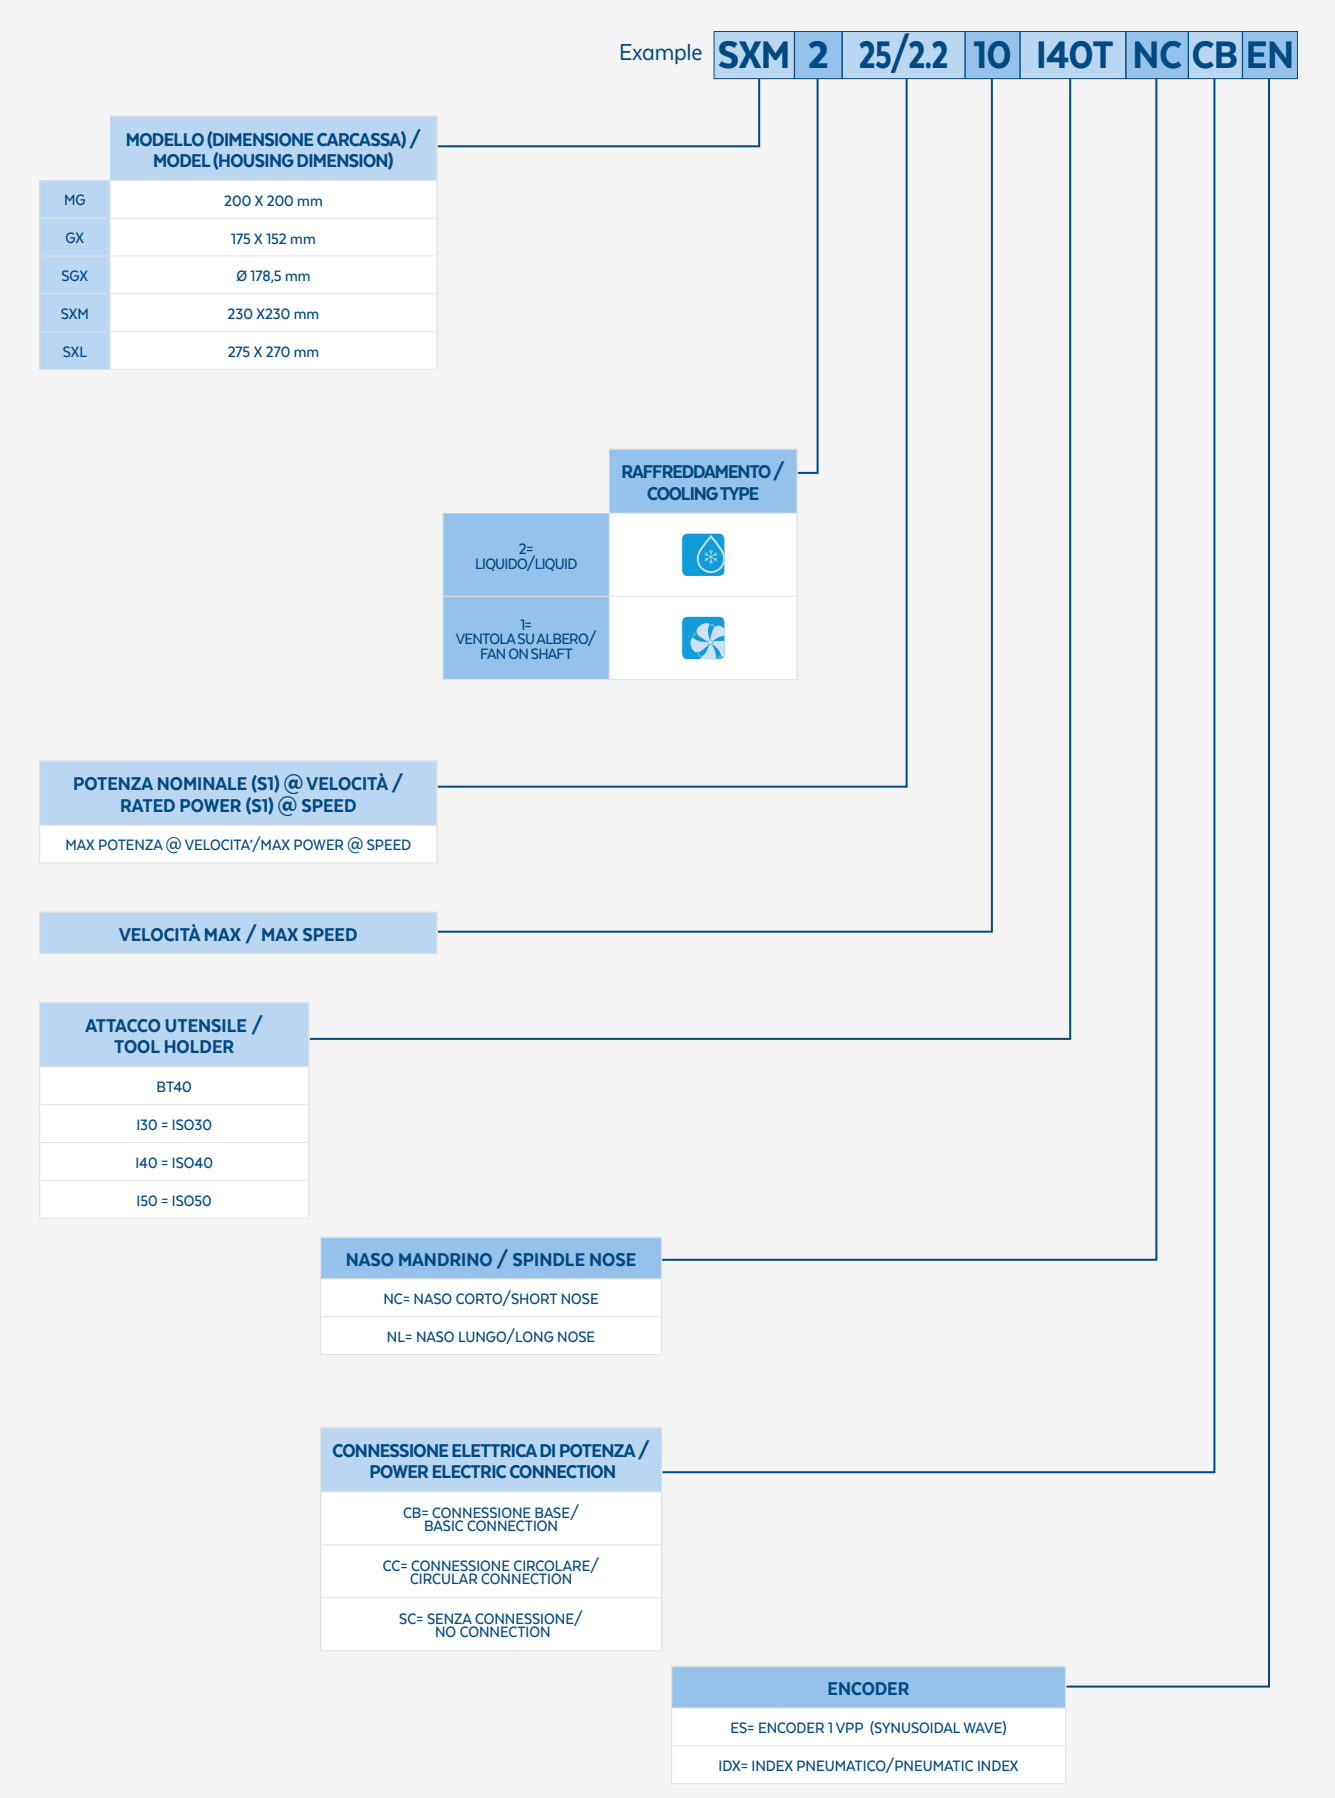 Example SXM 2 25/2.2 10 I40T NC CB EN
MODELLO (DIMENSIONE CARCASSA) /
MODEL (HOUSING DIMENSION)
MG 200 X 200 mm
GX 175 X 152 mm
SGX Ø 178,5 mm
SXM 230 X230 mm
SXL 275 X 270 mm
RAFFREDDAMENTO /
COOLING TYPE
2=
LIQUIDO/LIQUID
1=
VENTOLA SU ALBERO/
FAN ON SHAFT
POTENZA NOMINALE (S1) @ VELOCITÀ /
RATED POWER (S1) @ SPEED
MAX POTENZA @ VELOCITA'/MAX POWER @ SPEED
VELOCITÀ MAX / MAX SPEED
ATTACCO UTENSILE /
TOOL HOLDER
BT40
I30 = ISO30
I40 = ISO40
I50 = ISO50
NASO MANDRINO / SPINDLE NOSE
NC= NASO CORTO/SHORT NOSE
NL= NASO LUNGO/LONG NOSE
CONNESSIONE ELETTRICA DI POTENZA /
POWER ELECTRIC CONNECTION
CB= CONNESSIONE BASE/
BASIC CONNECTION
CC= CONNESSIONE CIRCOLARE/
CIRCULAR CONNECTION
SC= SENZA CONNESSIONE/
NO CONNECTION
ENCODER
ES= ENCODER 1 VPP (SYNUSOIDAL WAVE)
IDX= INDEX PNEUMATICO/PNEUMATIC INDEX